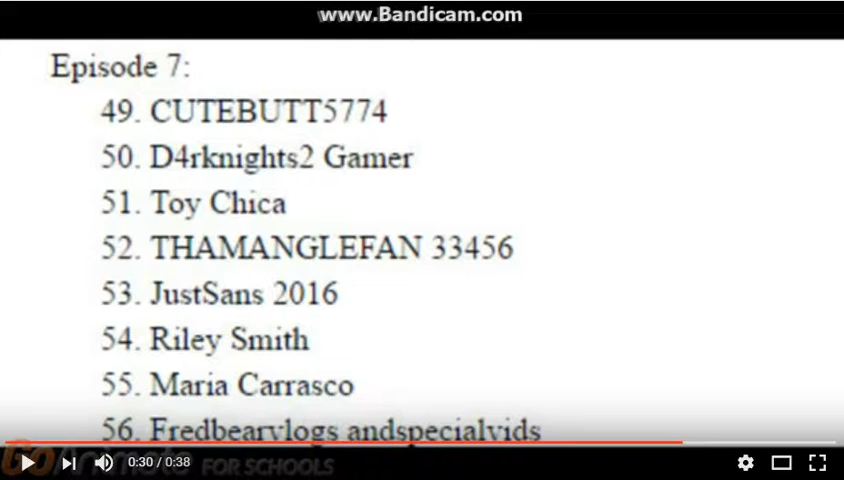 www.Bandicam.com
Episode 7:
49. CUTEBUTT5774
50. D4rknights2 Gamer
51. Toy Chica
52. THAMANGLEFAN 33456
53. JustSans 2016
54. Riley Smith
55. Maria Carrasco
56. Fredbearvlogs andspecialvids
GoAnimate FOR SCHOOLS
0:30 / 0:38